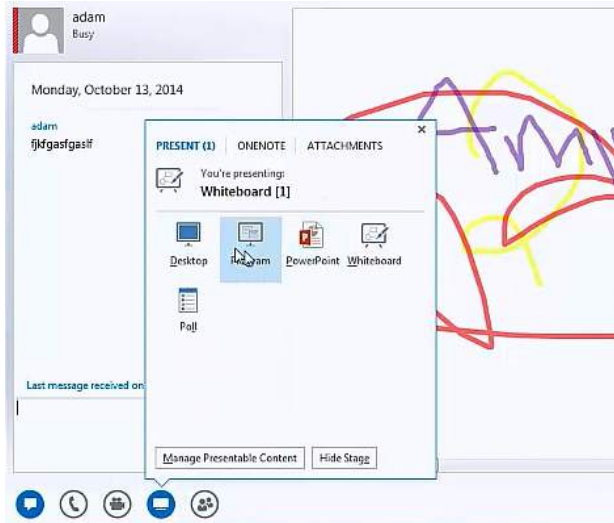 adam
Busy
Monday, October 13, 2014
adam
fjkfgasfgaslf
PRESENT (1) ONENOTE ATTACHMENTS
You're presenting:
Whiteboard [1]
Desktop Program PowerPoint Whiteboard
Poll
Last message received on
Manage Presentable Content Hide Stage